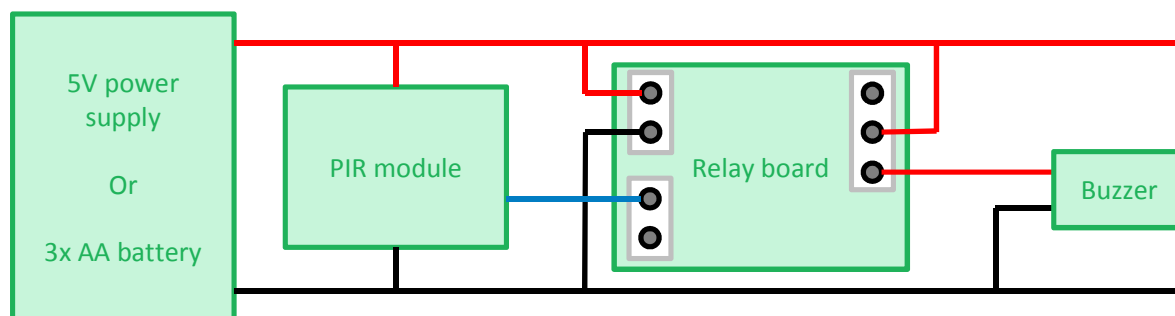 5V power
supply
Or
3x AA battery
PIR module
Relay board
Buzzer